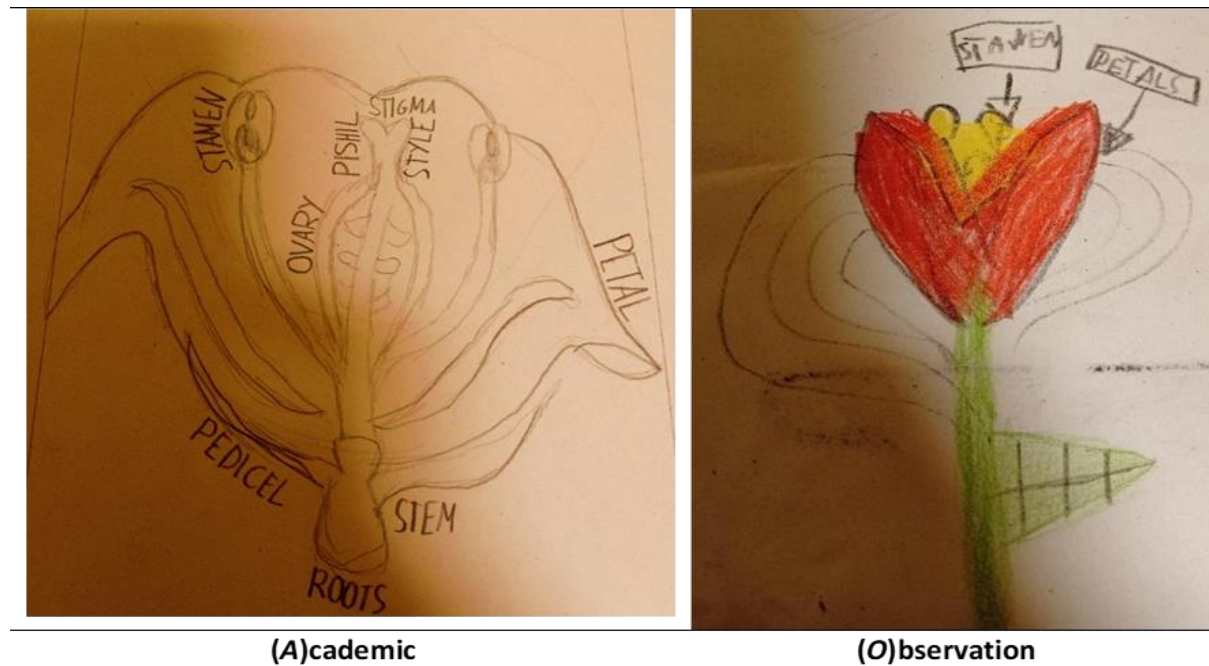 STAMEN
STIGMA
PISHIL
STYLE
OVARY
PETAL
PEDICEL
STEM
ROOTS
STAMEN
PETALS
(A)cademic
(O)bservation